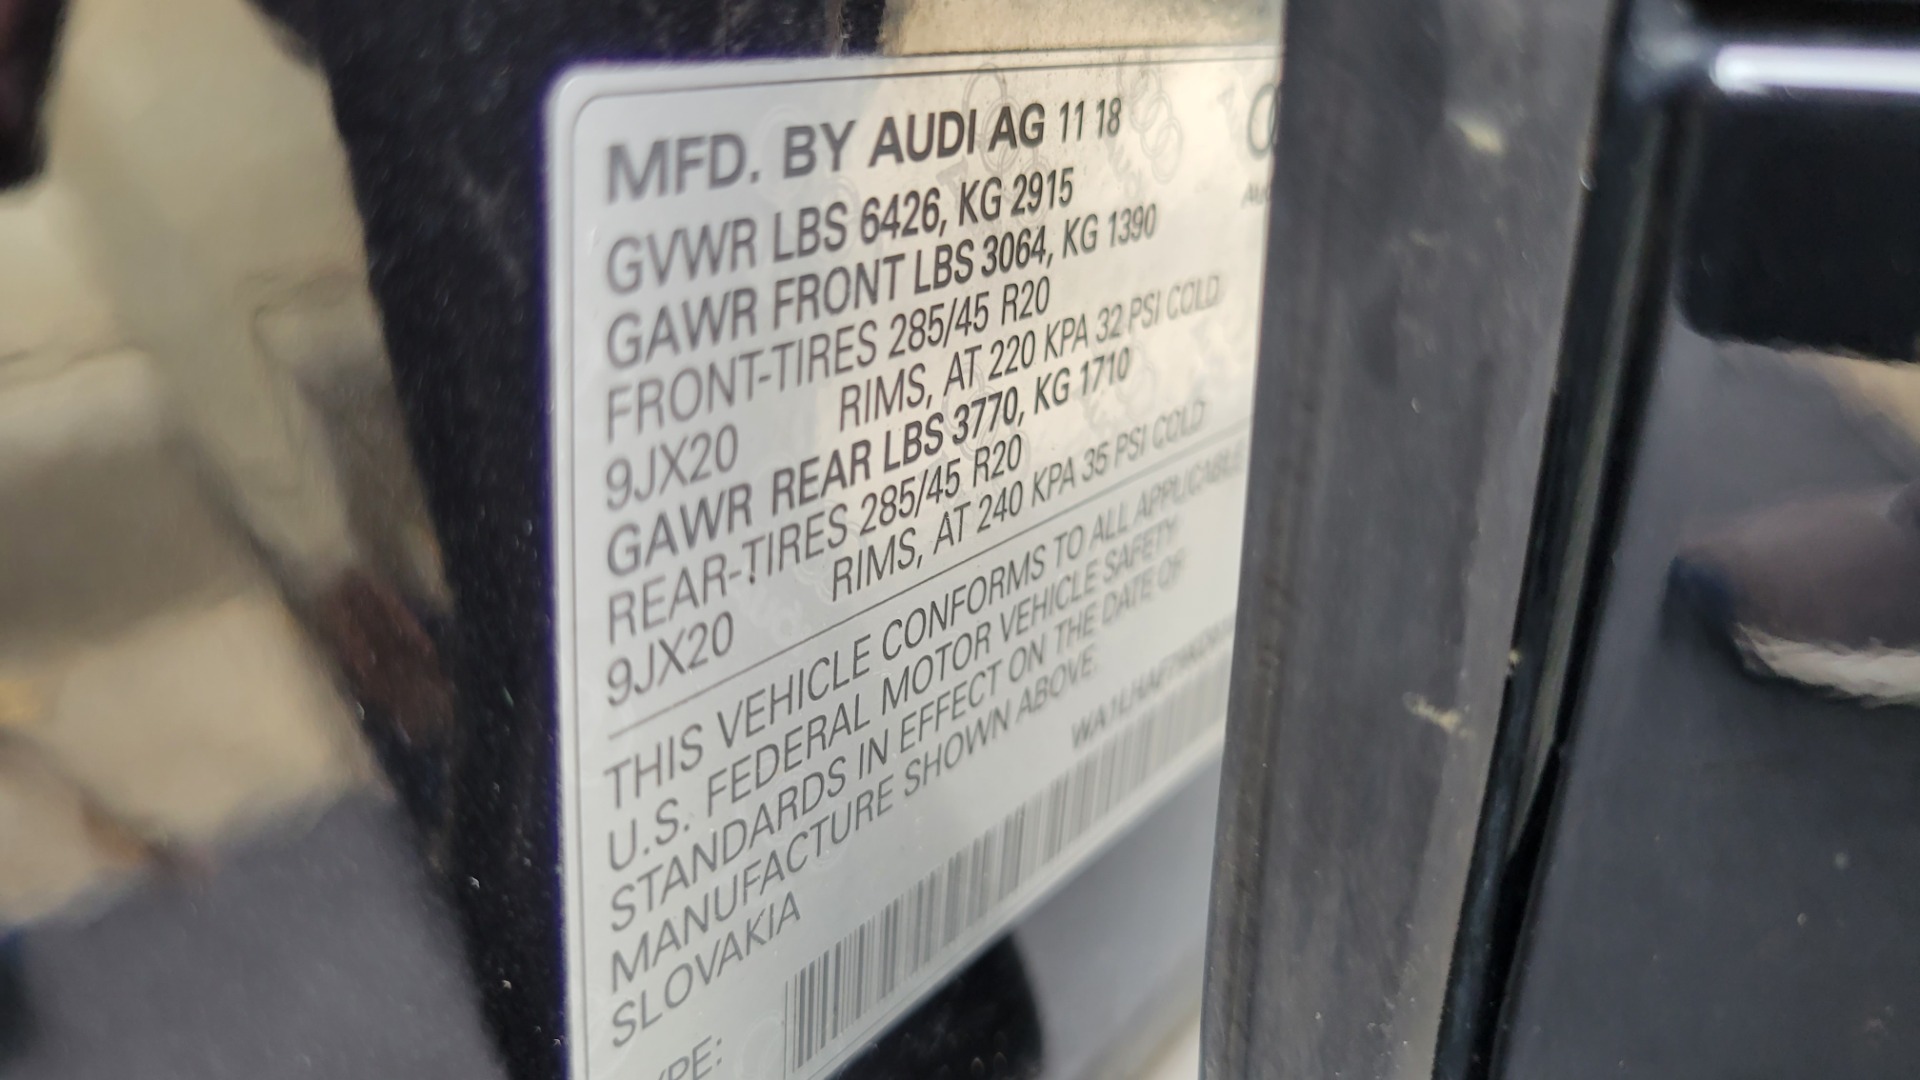 MFD. BY AUDI AG 11 18
GVWR LBS 6426, KG 2915
GAWR FRONT LBS 3064, KG 1390
FRONT-TIRES 285/45 R20
9JX20 RIMS, AT 220 KPA 32 PSI COLD
GAWR REAR LBS 3770, KG 1710
REAR-TIRES 285/45 R20
9JX20 RIMS, AT 240 KPA 35 PSI COLD
THIS VEHICLE CONFORMS TO ALL APPLICABLE
U.S. FEDERAL MOTOR VEHICLE SAFETY
STANDARDS IN EFFECT ON THE DATE OF
MANUFACTURE SHOWN ABOVE.
SLOVAKIA